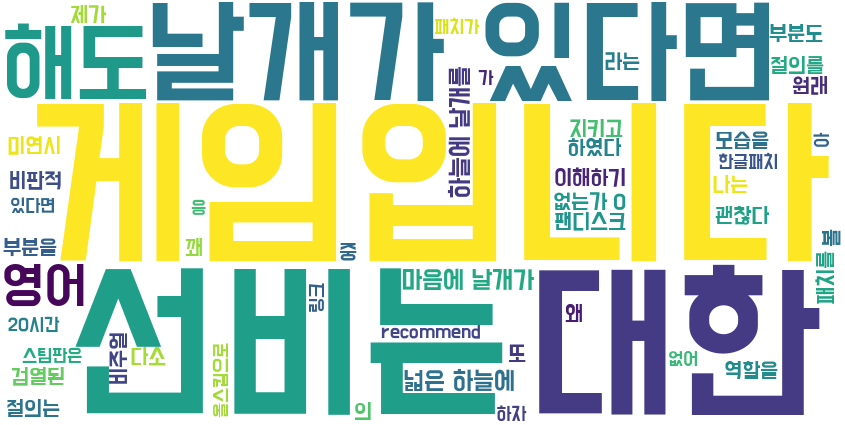 제가
해도
날개가
패치가
있다면
부분도
라는
절의를
원래
가
하늘에 날개를
게임입니다
미연시
비판적
있다면
부분을
응
깨
중
지키고
하였다
이해하기
없는가 0
팬디스크
모습을
한글패치
아
나는
괜찮다
볼
패치를
영어
20시간
스팀판은
검열된
절의는
비주얼
다소
올스킵으로
선비는
링크
마음에 날개가
recommend
넓은 하늘에
의
또
하자
왜
대한
없어
역할을